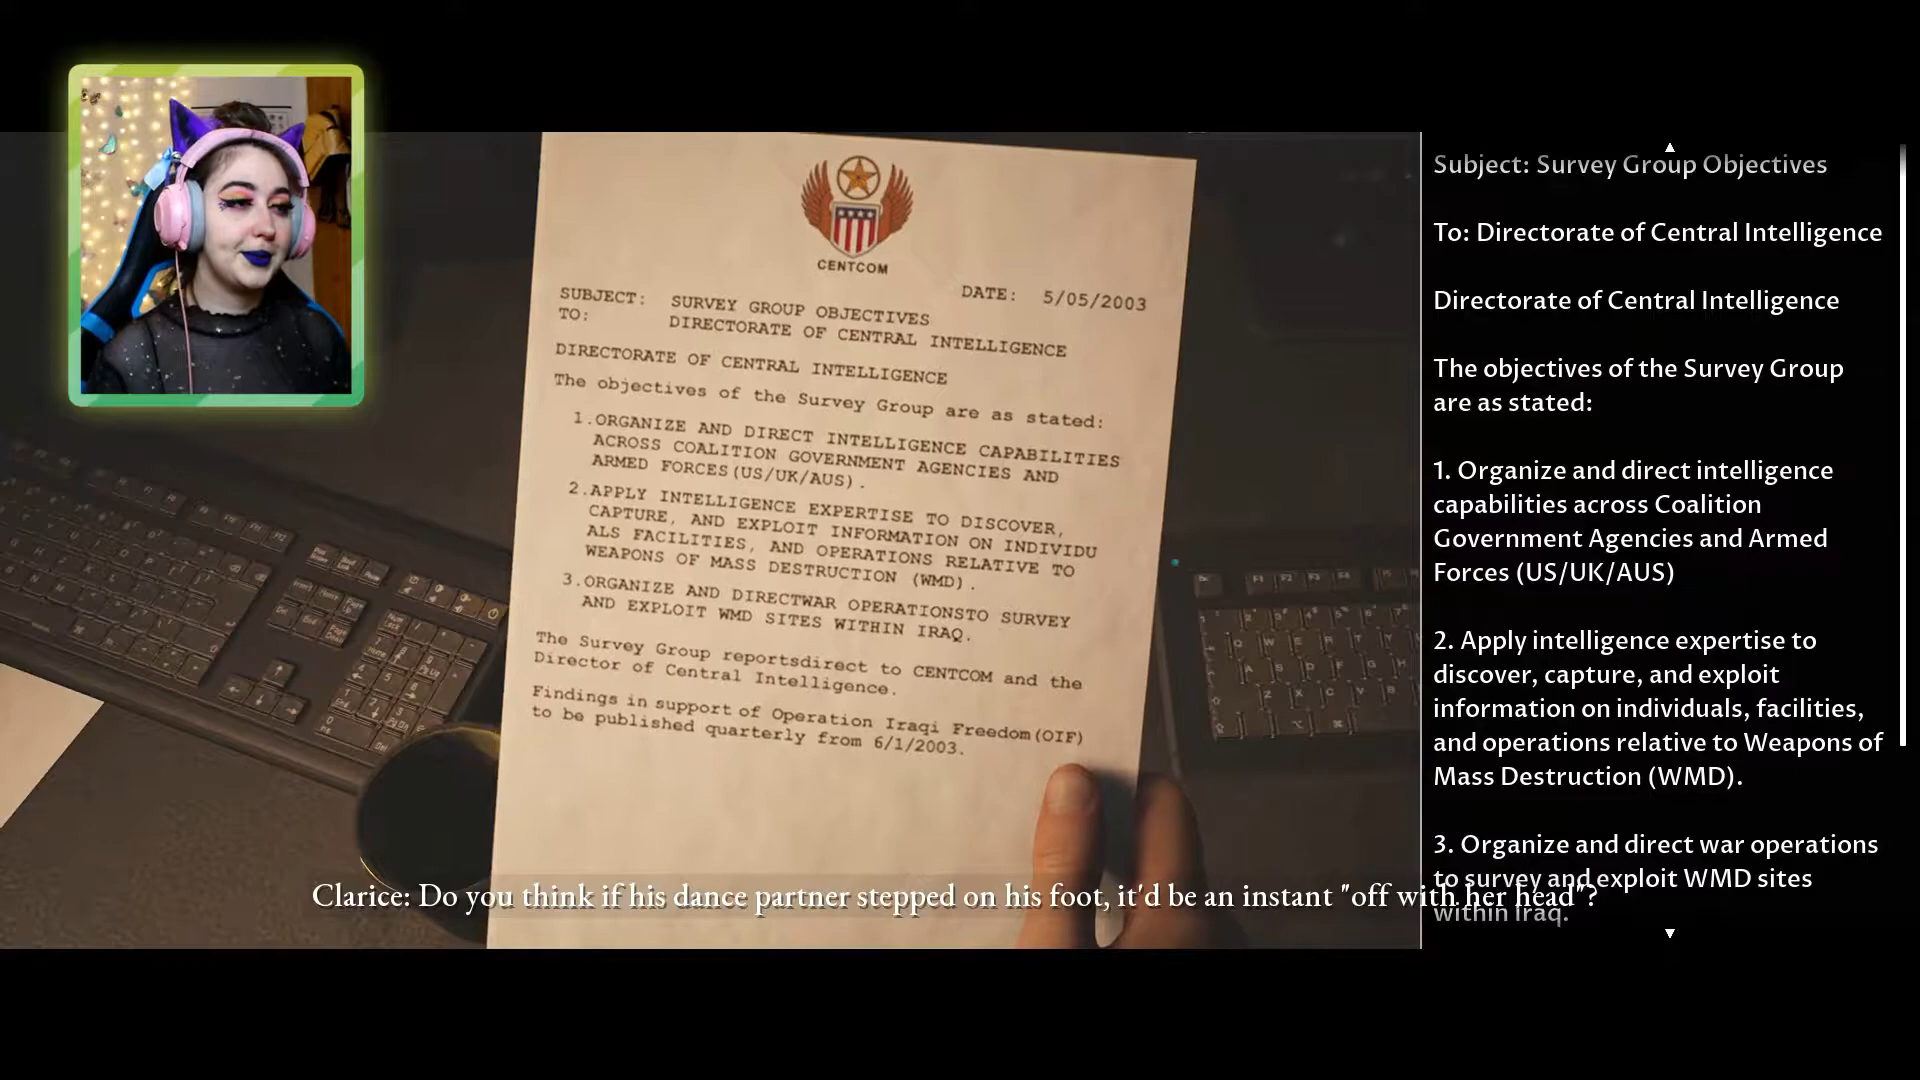 CENTCOM
DATE: 5/05/2003
SUBJECT: SURVEY GROUP OBJECTIVES
TO: DIRECTORATE OF CENTRAL INTELLIGENCE
DIRECTORATE OF CENTRAL INTELLIGENCE
The objectives of the Survey Group are as stated:
1.ORGANIZE AND DIRECT INTELLIGENCE CAPABILITIES
ACROSS COALITION GOVERNMENT AGENCIES AND
ARMED FORCES(US/UK/AUS).
2.APPLY INTELLIGENCE EXPERTISE TO DISCOVER,
CAPTURE, AND EXPLOIT INFORMATION ON INDIVIDU
ALS FACILITIES, AND OPERATIONS RELATIVE TO
WEAPONS OF MASS DESTRUCTION (WMD).
3.ORGANIZE AND DIRECTWAR OPERATIONSTO SURVEY
AND EXPLOIT WMD SITES WITHIN IRAQ.
The Survey Group reportsdirect to CENTCOM and the
Director of Central Intelligence.
Findings in support of Operation Iraqi Freedom(OIF)
to be published quarterly from 6/1/2003.
Subject: Survey Group Objectives
To: Directorate of Central Intelligence
Directorate of Central Intelligence
The objectives of the Survey Group
are as stated:
1. Organize and direct intelligence
capabilities across Coalition
Government Agencies and Armed
Forces (US/UK/AUS)
2. Apply intelligence expertise to
discover, capture, and exploit
information on individuals, facilities,
and operations relative to Weapons of
Mass Destruction (WMD).
3. Organize and direct war operations
to survey and exploit WMD sites
within Iraq.
Clarice: Do you think if his dance partner stepped on his foot, it'd be an instant "off with her head"?